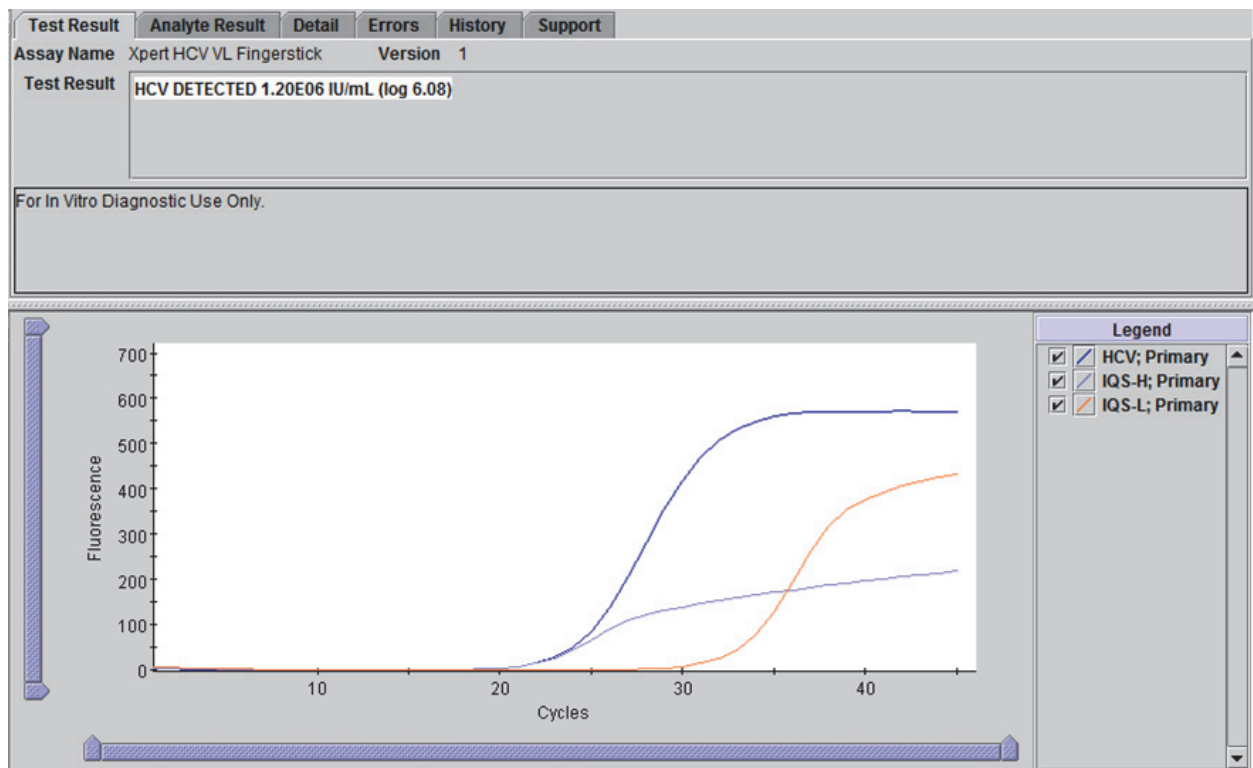 Test Result Analyte Result Detail Errors History Support
Assay Name Xpert HCV VL Fingerstick Version 1
Test Result HCV DETECTED 1.20E06 IU/mL (log 6.08)
For In Vitro Diagnostic Use Only.
Legend
HCV; Primary
IQS-H; Primary
IQS-L; Primary
700
600
500
400
300
200
100
0
Fluorescence
10 20 30 40
Cycles